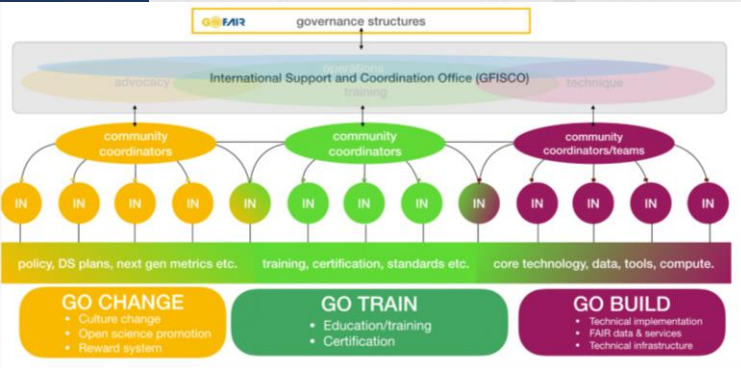 GO FAIR governance structures
operations
advocacy International Support and Coordination Office (GFISCO) technique
training
community coordinators
community coordinators
community coordinators/teams
IN IN IN IN IN IN IN IN IN IN IN IN IN
policy, DS plans, next gen metrics etc. training, certification, standards etc. core technology, data, tools, compute.
GO CHANGE
• Culture change
• Open science promotion
• Reward system
GO TRAIN
• Education/training
• Certification
GO BUILD
• Technical implementation
• FAIR data & services
• Technical infrastructure